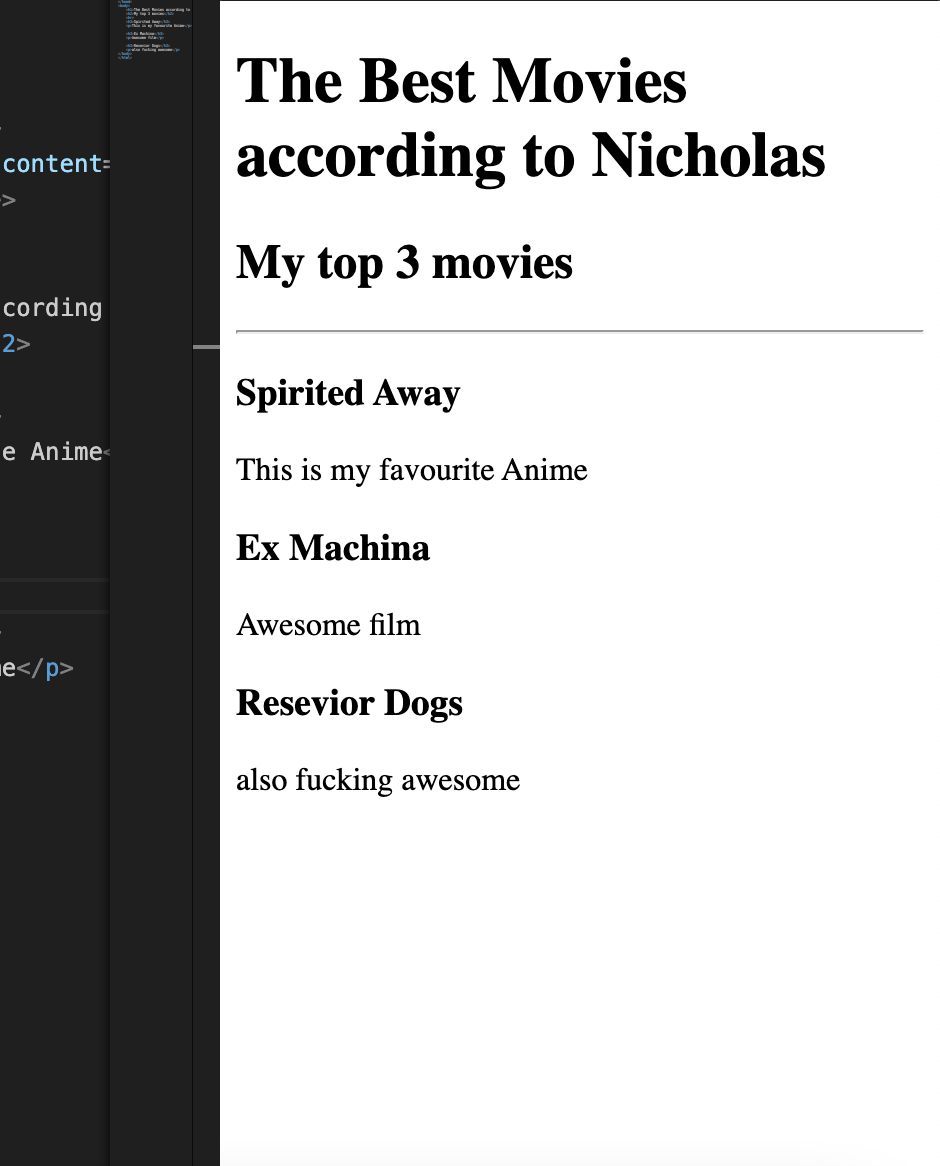 content=
>
cording
2>
e Anime<
e</p>
The Best Movies
according to Nicholas
My top 3 movies
Spirited Away
This is my favourite Anime
Ex Machina
Awesome film
Resevior Dogs
also fucking awesome